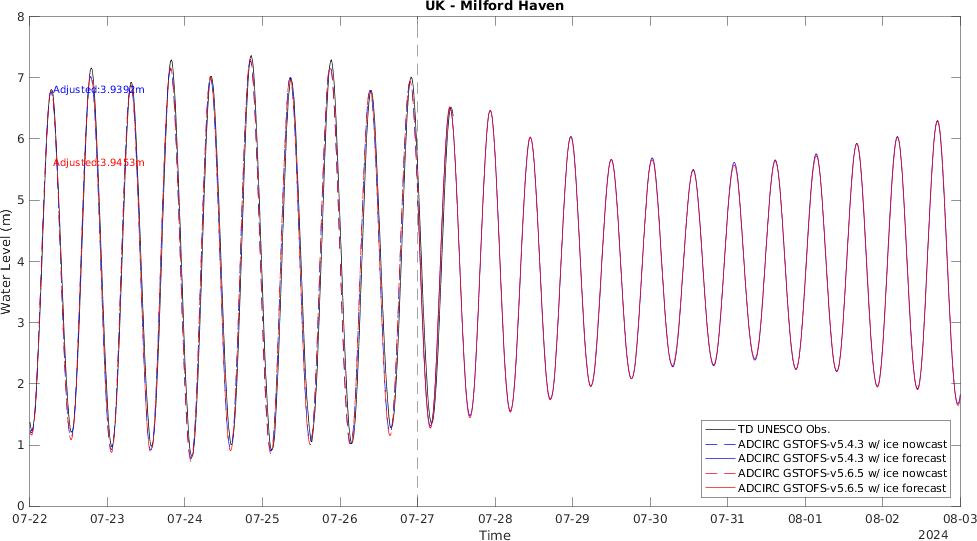 UK - Milford Haven
8
7
Adjusted:3.9392m
6
Adjusted:3.9453m
5
Water Level (m)
4
3
2
TD UNESCO Obs.
1
ADCIRC GSTOFS-v5.4.3 w/ ice nowcast
ADCIRC GSTOFS-v5.4.3 w/ ice forecast
ADCIRC GSTOFS-v5.6.5 w/ ice nowcast
ADCIRC GSTOFS-v5.6.5 w/ ice forecast
0
07-22 07-23 07-24 07-25 07-26 07-27 07-28 07-29 07-30 07-31 08-01 08-02 08-03
Time
2024